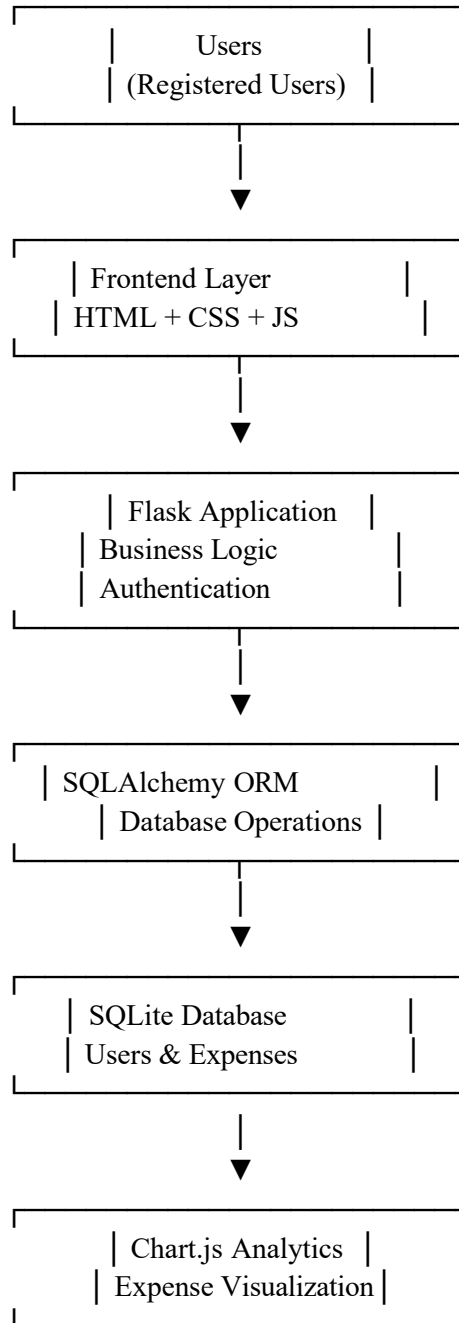 Users
(Registered Users)
Frontend Layer
HTML + CSS + JS
Flask Application
Business Logic
Authentication
SQLAlchemy ORM
Database Operations
SQLite Database
Users & Expenses
Chart.js Analytics
Expense Visualization